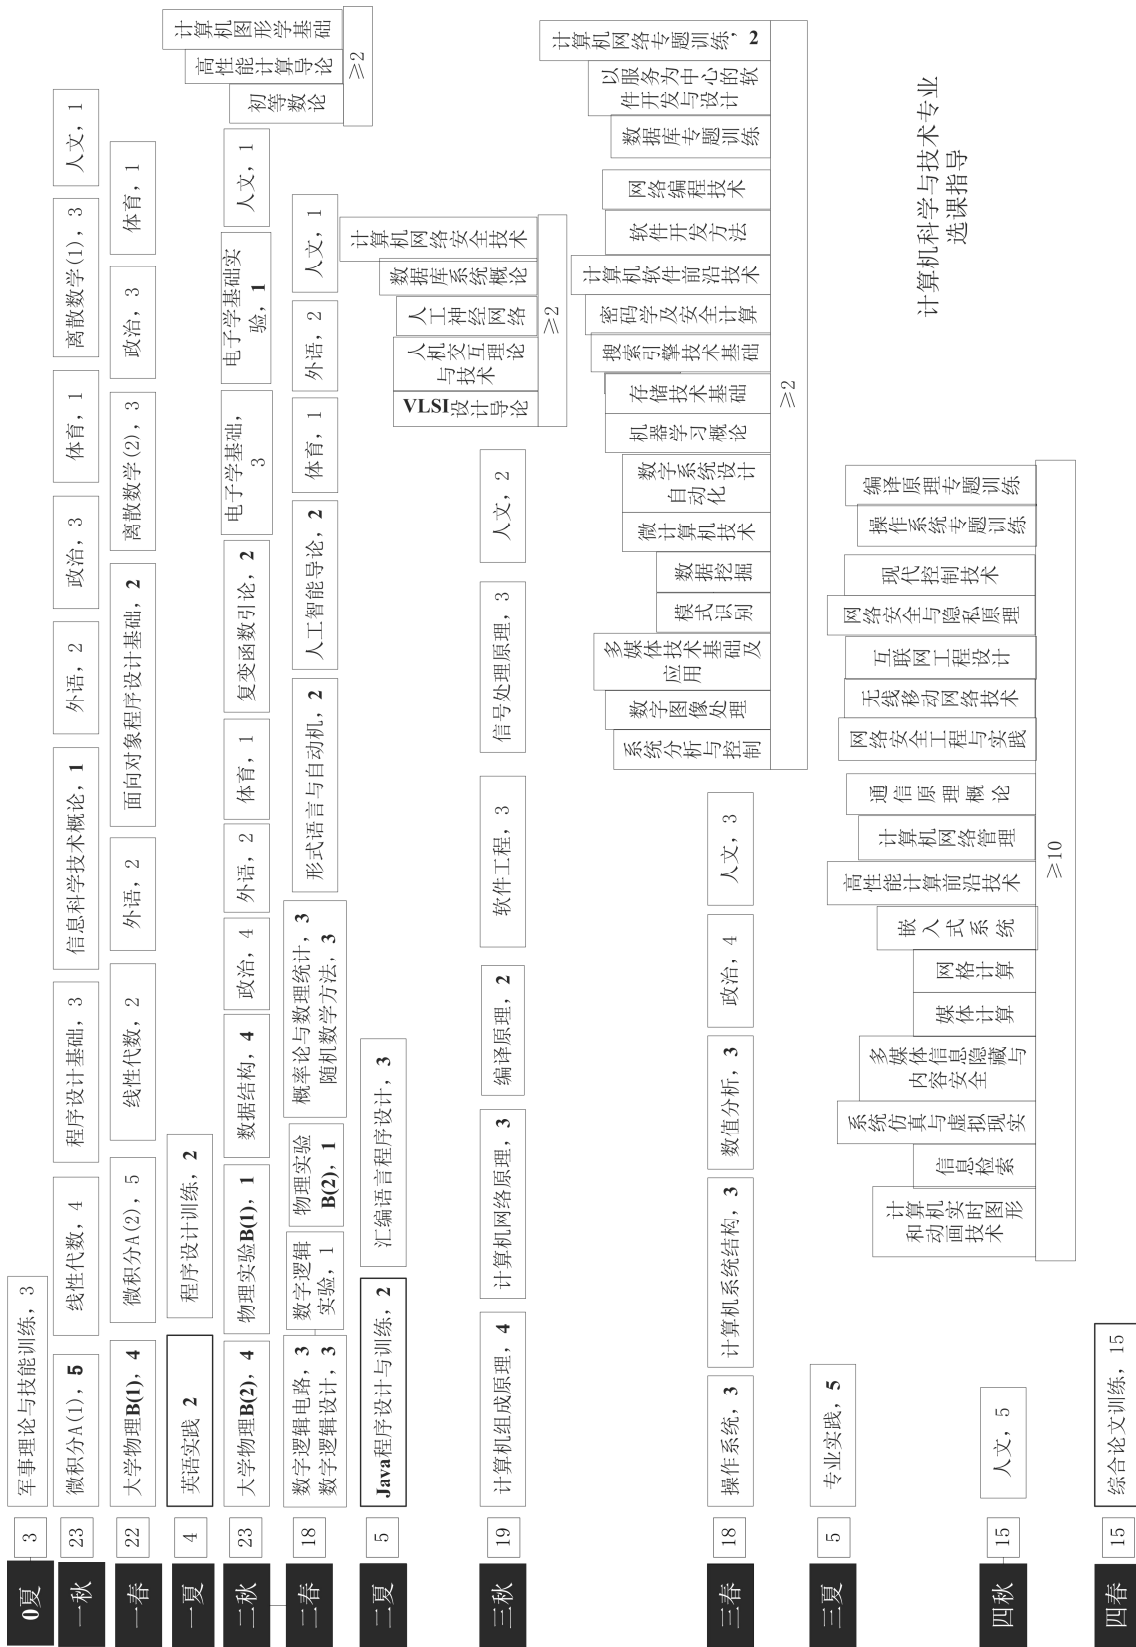 计算机科学与技术专业
选课指导
0夏
3
军事理论与技能训练，3
一秋
23
微积分A(1)，5
线性代数，4
程序设计基础，3
信息科学技术概论，1
外语，2
政治，3
体育，1
离散数学(1)，3
人文，1
一春
22
大学物理B(1)，4
微积分A(2)，5
线性代数，2
外语，2
面向对象程序设计基础，2
离散数学(2)，3
政治，3
体育，1
一夏
4
英语实践 2
程序设计训练，2
二秋
23
大学物理B(2)，4
物理实验B(1)，1
数据结构，4
政治，4
外语，2
体育，1
复变函数引论，2
电子学基础，
3
电子学基础实
验，1
人文，1
初等数论
高性能计算导论
计算机图形学基础
≥2
二春
18
数字逻辑电路，3
数字逻辑设计，3
数字逻辑
实验，1
物理实验
B(2)，1
概率论与数理统计，3
随机数学方法，3
形式语言与自动机，2
人工智能导论，2
体育，1
外语，2
人文，1
二夏
5
Java程序设计与训练，2
汇编语言程序设计，3
VLSI设计导论
人机交互理论
与技术
人工神经网络
数据库系统概论
计算机网络安全技术
≥2
三秋
19
计算机组成原理，4
计算机网络原理，3
编译原理，2
软件工程，3
信号处理原理，3
人文，2
三春
18
操作系统，3
计算机系统结构，3
数值分析，3
政治，4
人文，3
系统分析与控制
数字图像处理
多媒体技术基础及
应用
模式识别
数据挖掘
微计算机技术
数字系统设计
自动化
机器学习概论
存储技术基础
搜索引擎技术基础
密码学及安全计算
计算机软件前沿技术
软件开发方法
网络编程技术
数据库专题训练
以服务为中心的软
件开发与设计
计算机网络专题训练，2
≥2
三夏
5
专业实践，5
四秋
15
人文，5
计算机实时图形
和动画技术
信息检索
系统仿真与虚拟现实
多媒体信息隐藏与
内容安全
媒体计算
网格计算
嵌入式系统
高性能计算前沿技术
计算机网络管理
通信原理概论
网络安全工程与实践
无线移动网络技术
互联网工程设计
网络安全与隐私原理
现代控制技术
操作系统专题训练
编译原理专题训练
≥10
四春
15
综合论文训练，15